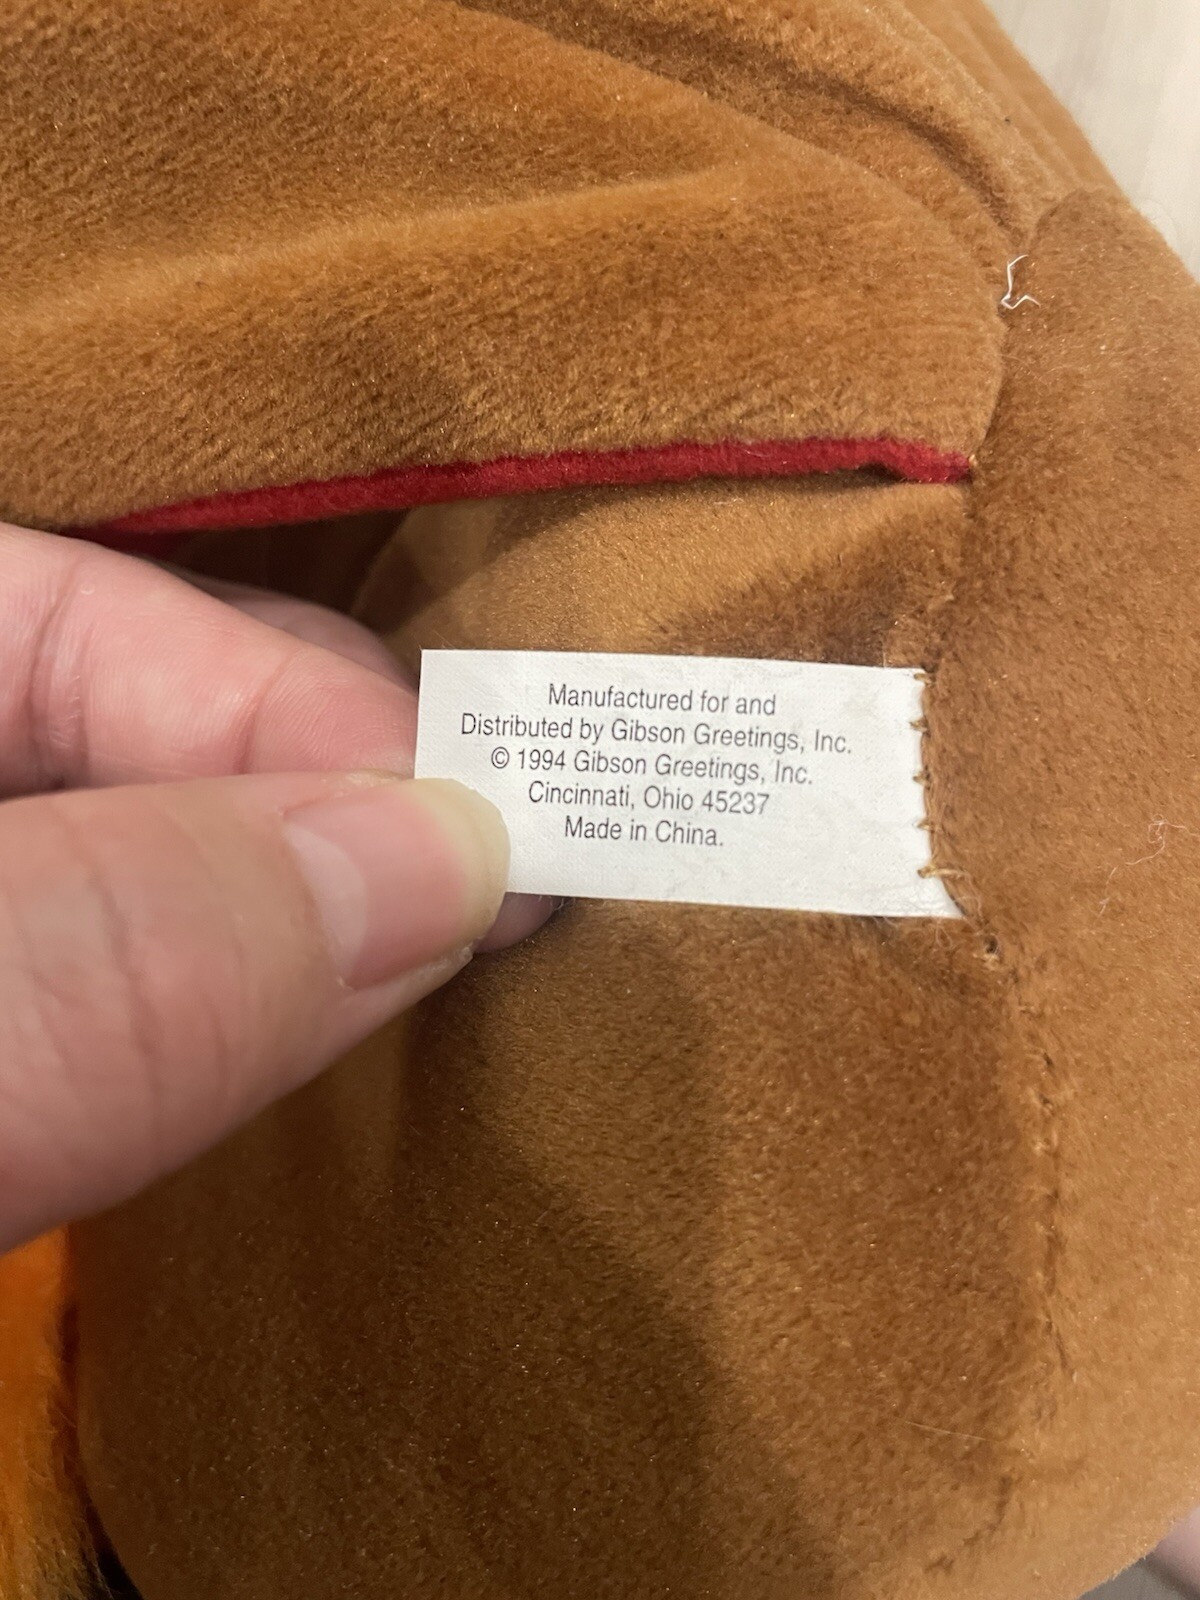 Manufactured for and
Distributed by Gibson Greetings, Inc.
© 1994 Gibson Greetings, Inc.
Cincinnati, Ohio 45237
Made in China.